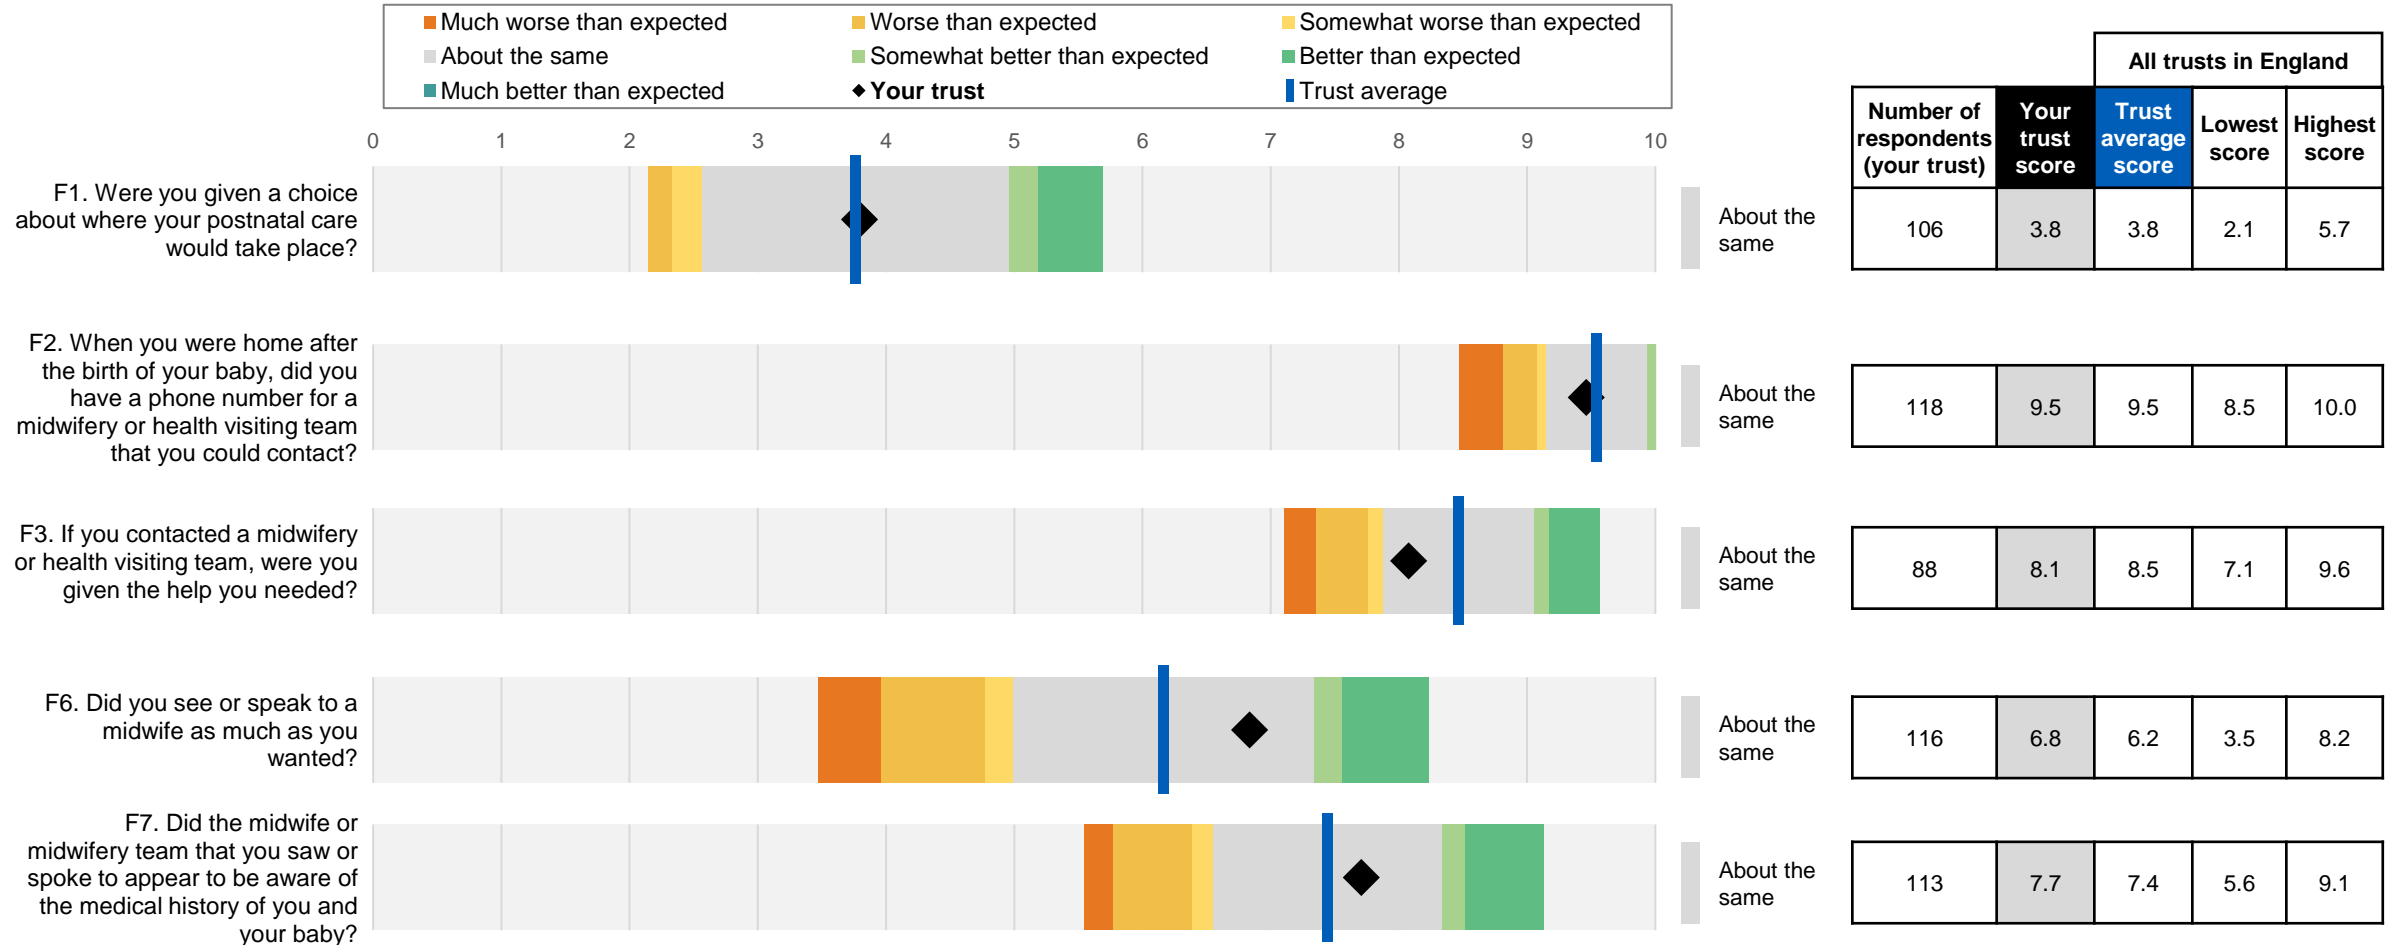 Much worse than expected
Worse than expected
Somewhat worse than expected
About the same
Somewhat better than expected
Better than expected
Much better than expected
Your trust
Trust average
All trusts in England
Number of
respondents
(your trust)
Your
trust
score
Trust
average
score
Lowest
score
Highest
score
0 1 2 3 4 5 6 7 8 9 10
F1. Were you given a choice
about where your postnatal care
would take place?
About the
same
106 3.8 3.8 2.1 5.7
F2. When you were home after
the birth of your baby, did you
have a phone number for a
midwifery or health visiting team
that you could contact?
About the
same
118 9.5 9.5 8.5 10.0
F3. If you contacted a midwifery
or health visiting team, were you
given the help you needed?
About the
same
88 8.1 8.5 7.1 9.6
F6. Did you see or speak to a
midwife as much as you
wanted?
About the
same
116 6.8 6.2 3.5 8.2
F7. Did the midwife or
midwifery team that you saw or
spoke to appear to be aware of
the medical history of you and
your baby?
About the
same
113 7.7 7.4 5.6 9.1